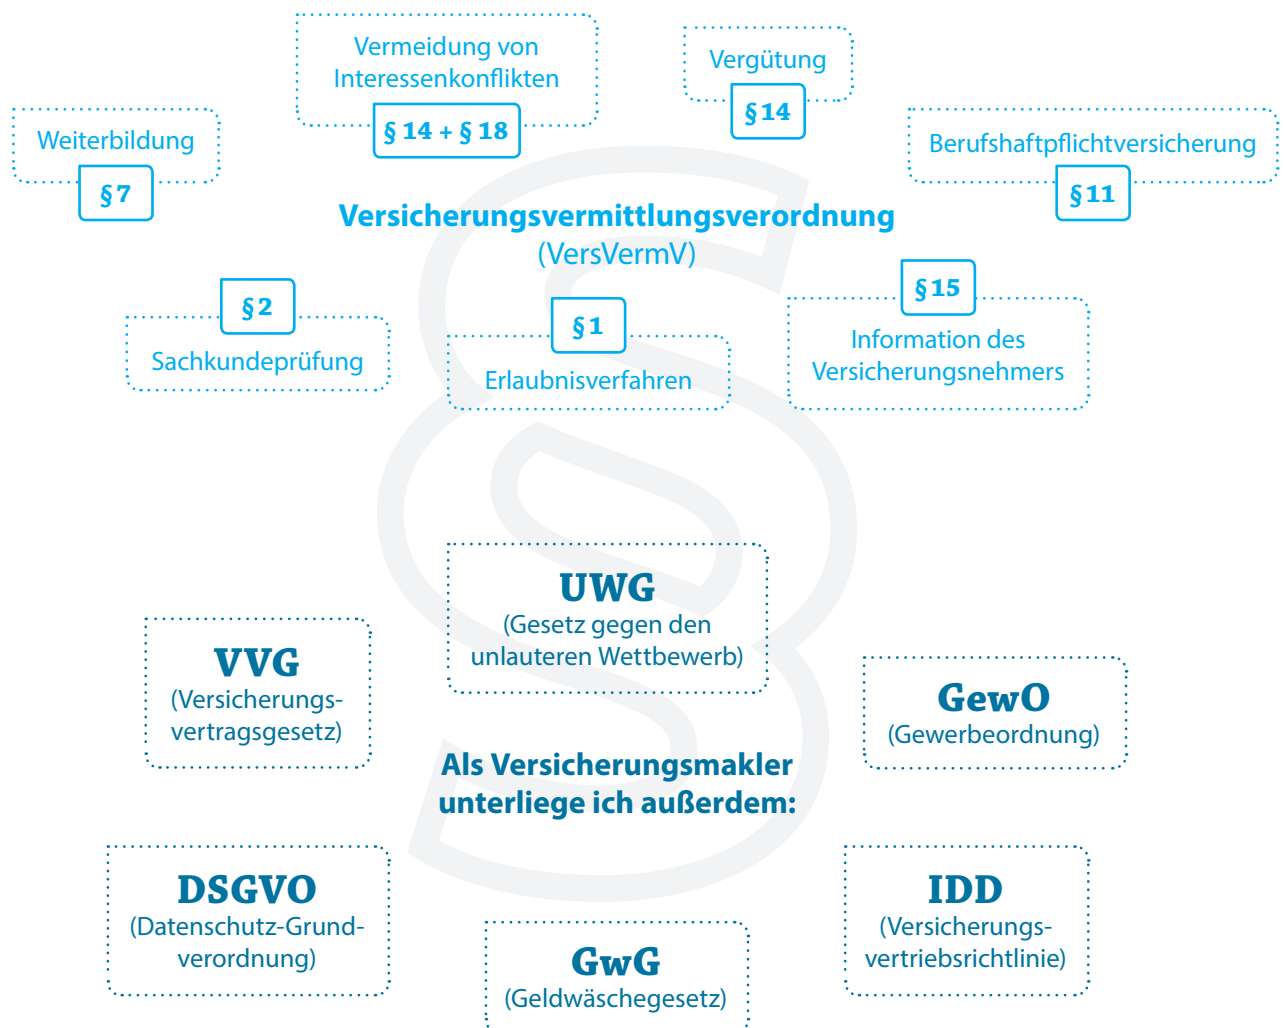 Vermeidung von
Interessenkonflikten
§ 14 + § 18
Vergütung
§ 14
Weiterbildung
§ 7
Berufshaftpflichtversicherung
§ 11
Versicherungsvermittlungsverordnung
(VersVermV)
§ 2
Sachkundeprüfung
§ 1
Erlaubnisverfahren
§ 15
Information des
Versicherungsnehmers
UWG
(Gesetz gegen den
unlauteren Wettbewerb)
VVG
(Versicherungs-
vertragsgesetz)
GewO
(Gewerbeordnung)
Als Versicherungsmakler
unterliege ich außerdem:
DSGVO
(Datenschutz-Grund-
verordnung)
GwG
(Geldwäschegesetz)
IDD
(Versicherungs-
vertriebsrichtlinie)
§